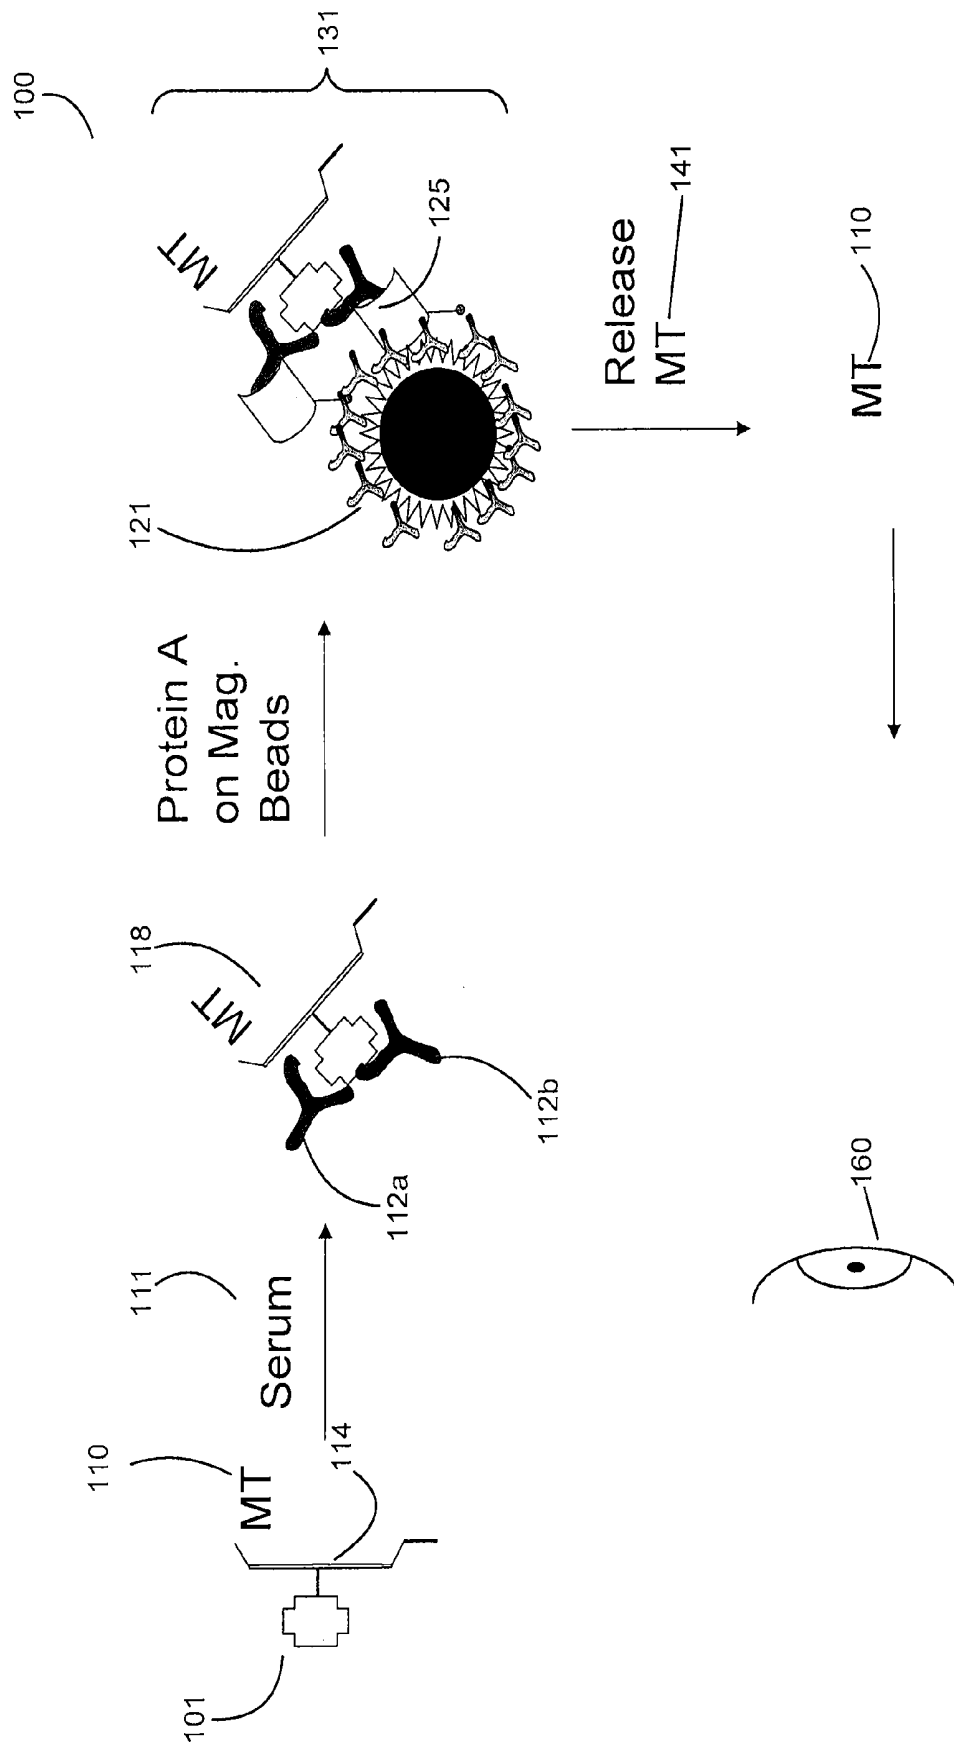 100
131
121
125
MT
Protein A
on Mag.
Beads
118
MT
112a
112b
111
Serum
110
MT
114
101
Release
MT
141
MT
110
160